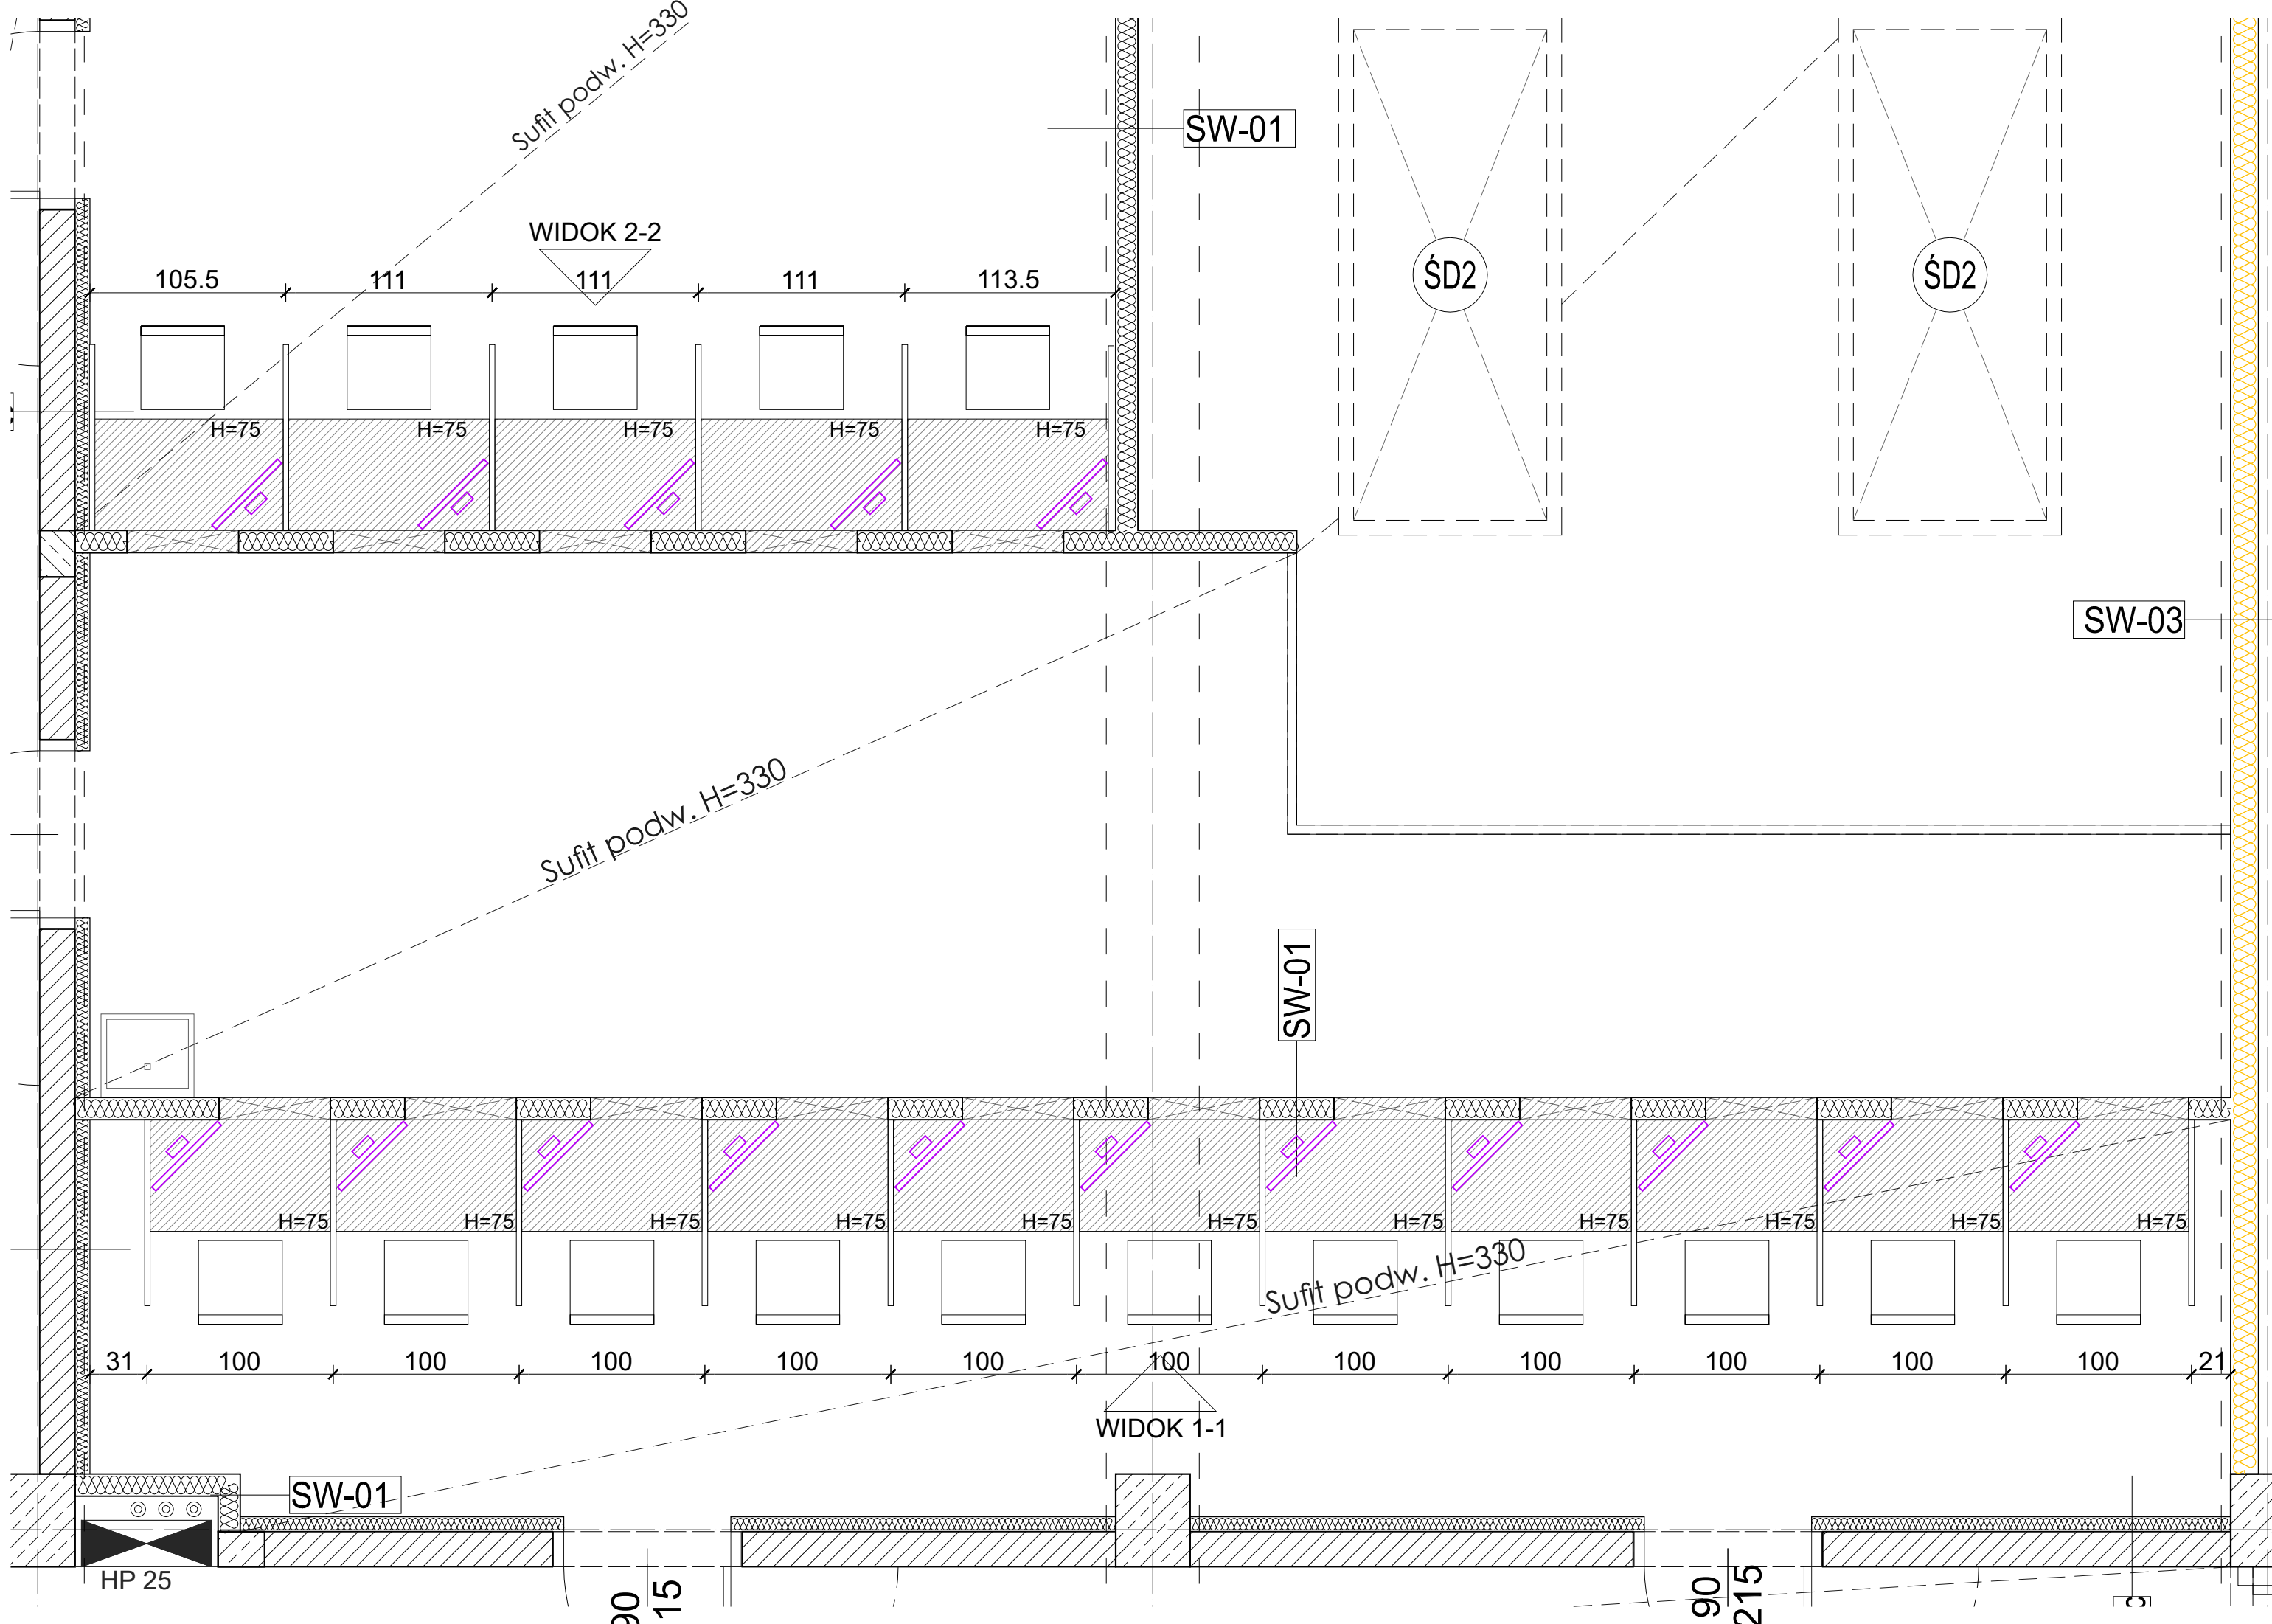 Sufit podw. H=330
SW-01
WIDOK 2-2
105.5 111 111 111 113.5
ŚD2 ŚD2
H=75 H=75 H=75 H=75 H=75
SW-03
Sufit podw. H=330
SW-01
H=75 H=75 H=75 H=75 H=75 H=75 H=75 H=75 H=75 H=75 H=75
Sufit podw. H=330
31 100 100 100 100 100 100 100 100 100 100 100 21
WIDOK 1-1
SW-01
HP 25
90
15
90
215